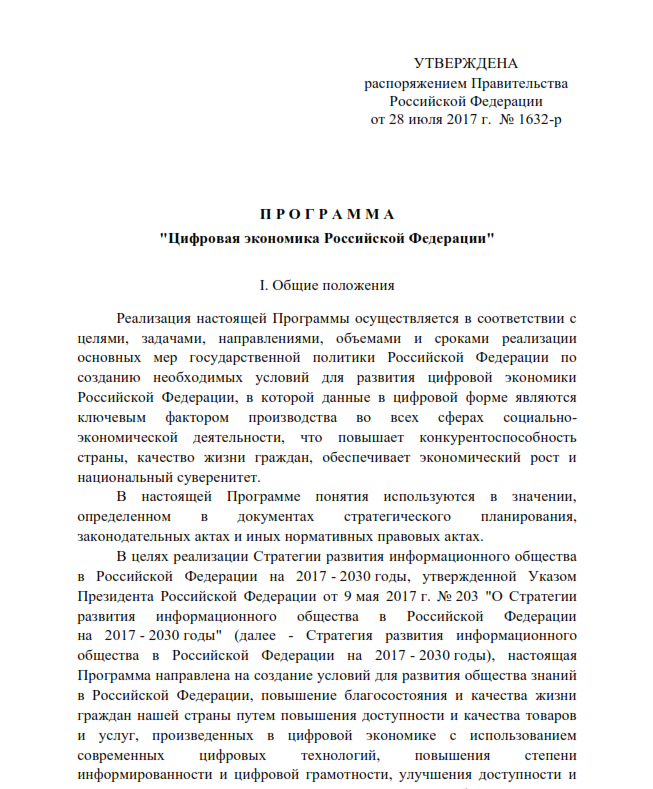 УТВЕРЖДЕНА
распоряжением Правительства
Российской Федерации
от 28 июля 2017 г. № 1632-р
П Р О Г Р А М М А
"Цифровая экономика Российской Федерации"
I. Общие положения
Реализация настоящей Программы осуществляется в соответствии с
целями, задачами, направлениями, объемами и сроками реализации
основных мер государственной политики Российской Федерации по
созданию необходимых условий для развития цифровой экономики
Российской Федерации, в которой данные в цифровой форме являются
ключевым фактором производства во всех сферах социально-
экономической деятельности, что повышает конкурентоспособность
страны, качество жизни граждан, обеспечивает экономический рост и
национальный суверенитет.
В настоящей Программе понятия используются в значении,
определенном в документах стратегического планирования,
законодательных актах и иных нормативных правовых актах.
В целях реализации Стратегии развития информационного общества
в Российской Федерации на 2017 - 2030 годы, утвержденной Указом
Президента Российской Федерации от 9 мая 2017 г. № 203 "О Стратегии
развития информационного общества в Российской Федерации
на 2017 - 2030 годы" (далее - Стратегия развития информационного
общества в Российской Федерации на 2017 - 2030 годы), настоящая
Программа направлена на создание условий для развития общества знаний
в Российской Федерации, повышение благосостояния и качества жизни
граждан нашей страны путем повышения доступности и качества товаров
и услуг, произведенных в цифровой экономике с использованием
современных цифровых технологий, повышения степени
информированности и цифровой грамотности, улучшения доступности и